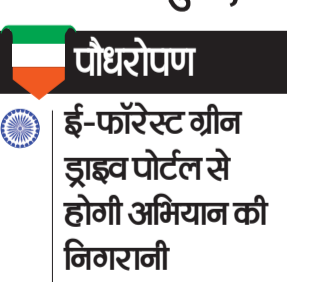 पौधरोपण
ई-फॉरेस्ट ग्रीन
ड्राइव पोर्टल से
होगी अभियान की
निगरानी